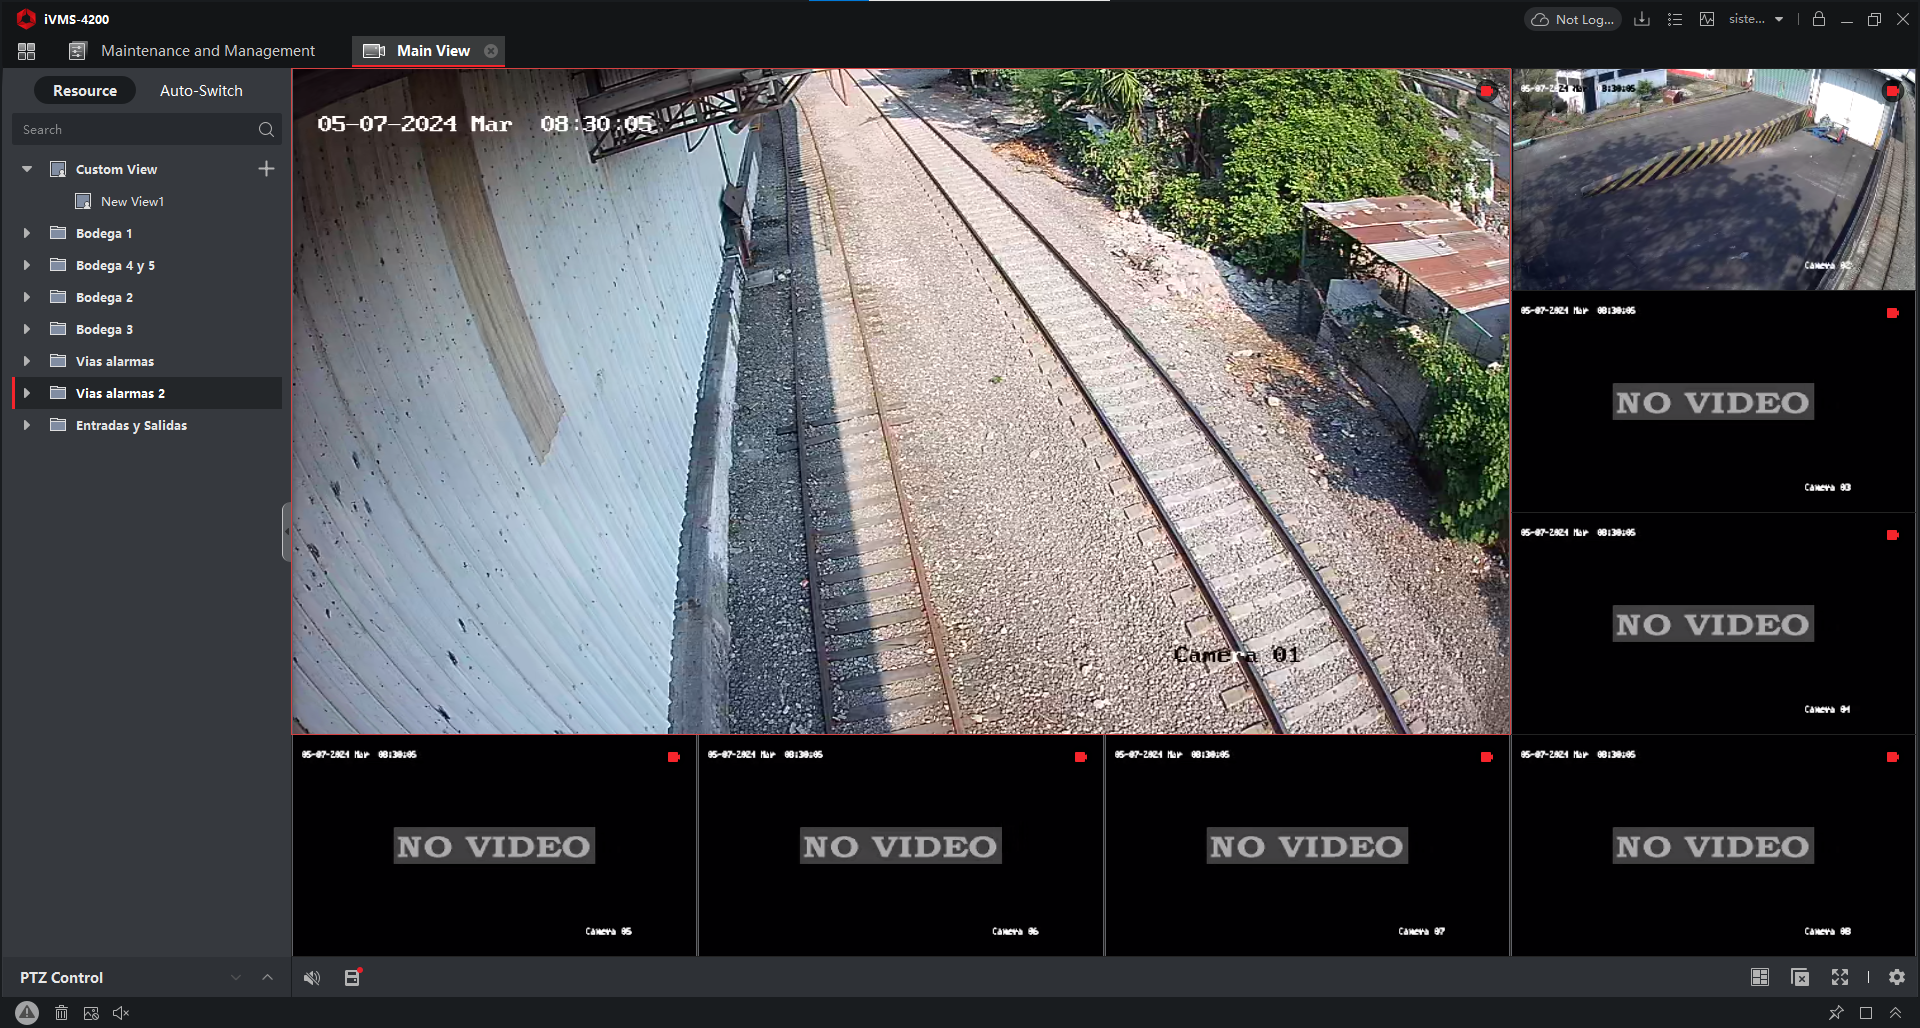 iVMS-4200
Not Log...
siste...
Maintenance and Management
Main View
Resource
Auto-Switch
Search
Custom View
New View1
Bodega 1
Bodega 4 y 5
Bodega 2
Bodega 3
Vias alarmas
Vias alarmas 2
Entradas y Salidas
PTZ Control
05-07-2024 Mar 08:30:05
Camera 01
05-07-2024 Mar 08:30:05
Camera 02
05-07-2024 Mar 08:30:05
NO VIDEO
Camera 03
05-07-2024 Mar 08:30:05
NO VIDEO
Camera 04
05-07-2024 Mar 08:30:05
NO VIDEO
Camera 05
05-07-2024 Mar 08:30:05
NO VIDEO
Camera 06
05-07-2024 Mar 08:30:05
NO VIDEO
Camera 07
05-07-2024 Mar 08:30:05
NO VIDEO
Camera 08